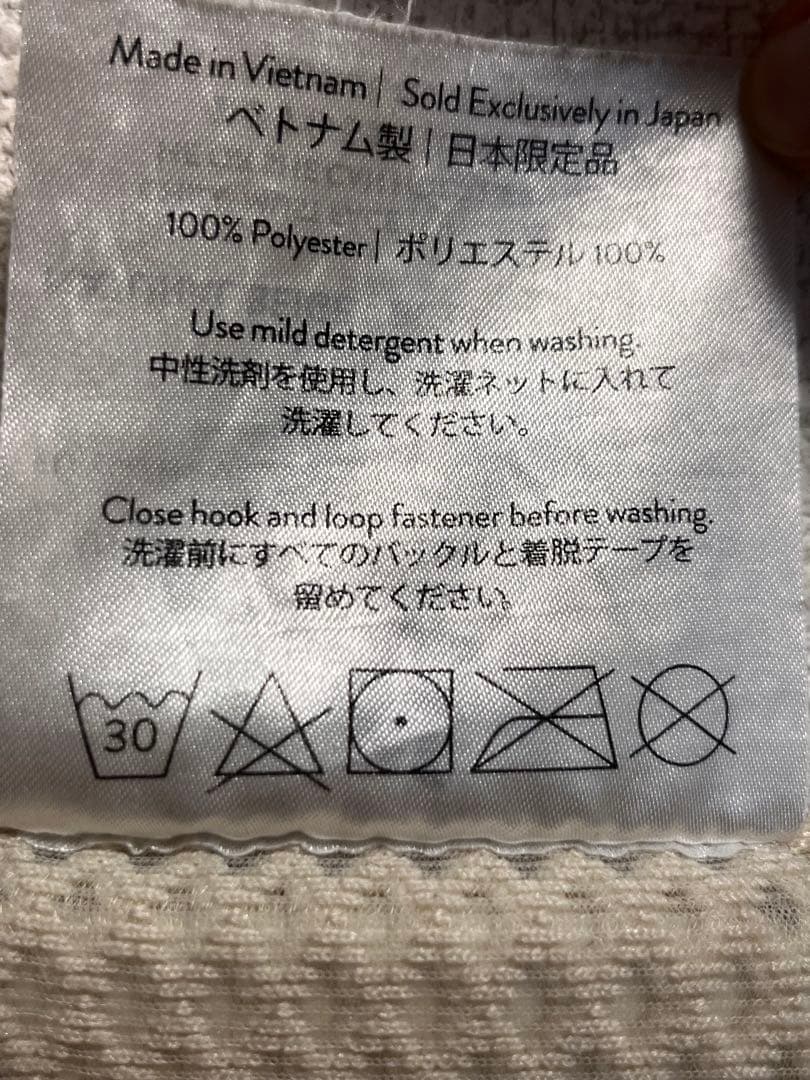 Made in Vietnam | Sold Exclusively in Japan
ベトナム製 | 日本限定品
100% Polyester | ポリエステル 100%
Use mild detergent when washing.
中性洗剤を使用し、洗濯ネットに入れて
洗濯してください。
Close hook and loop fastener before washing.
洗濯前にすべてのバックルと着脱テープを
留めてください。
30